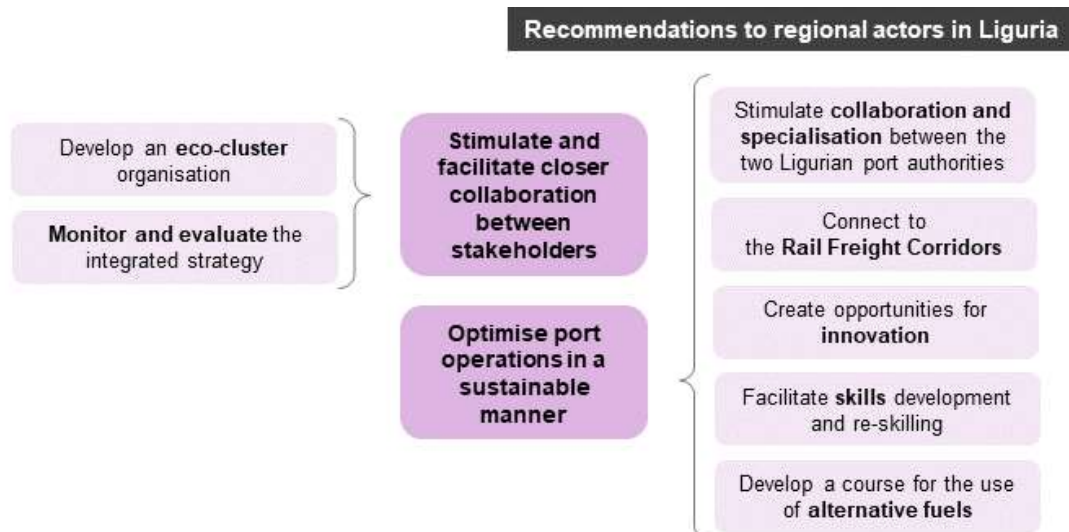 Recommendations to regional actors in Liguria
Develop an eco-cluster
organisation
Monitor and evaluate the
integrated strategy
Stimulate and
facilitate closer
collaboration
between
stakeholders
Optimise port
operations in a
sustainable
manner
Stimulate collaboration and
specialisation between the
two Ligurian port authorities
Connect to
the Rail Freight Corridors
Create opportunities for
innovation
Facilitate skills development
and re-skilling
Develop a course for the use
of alternative fuels